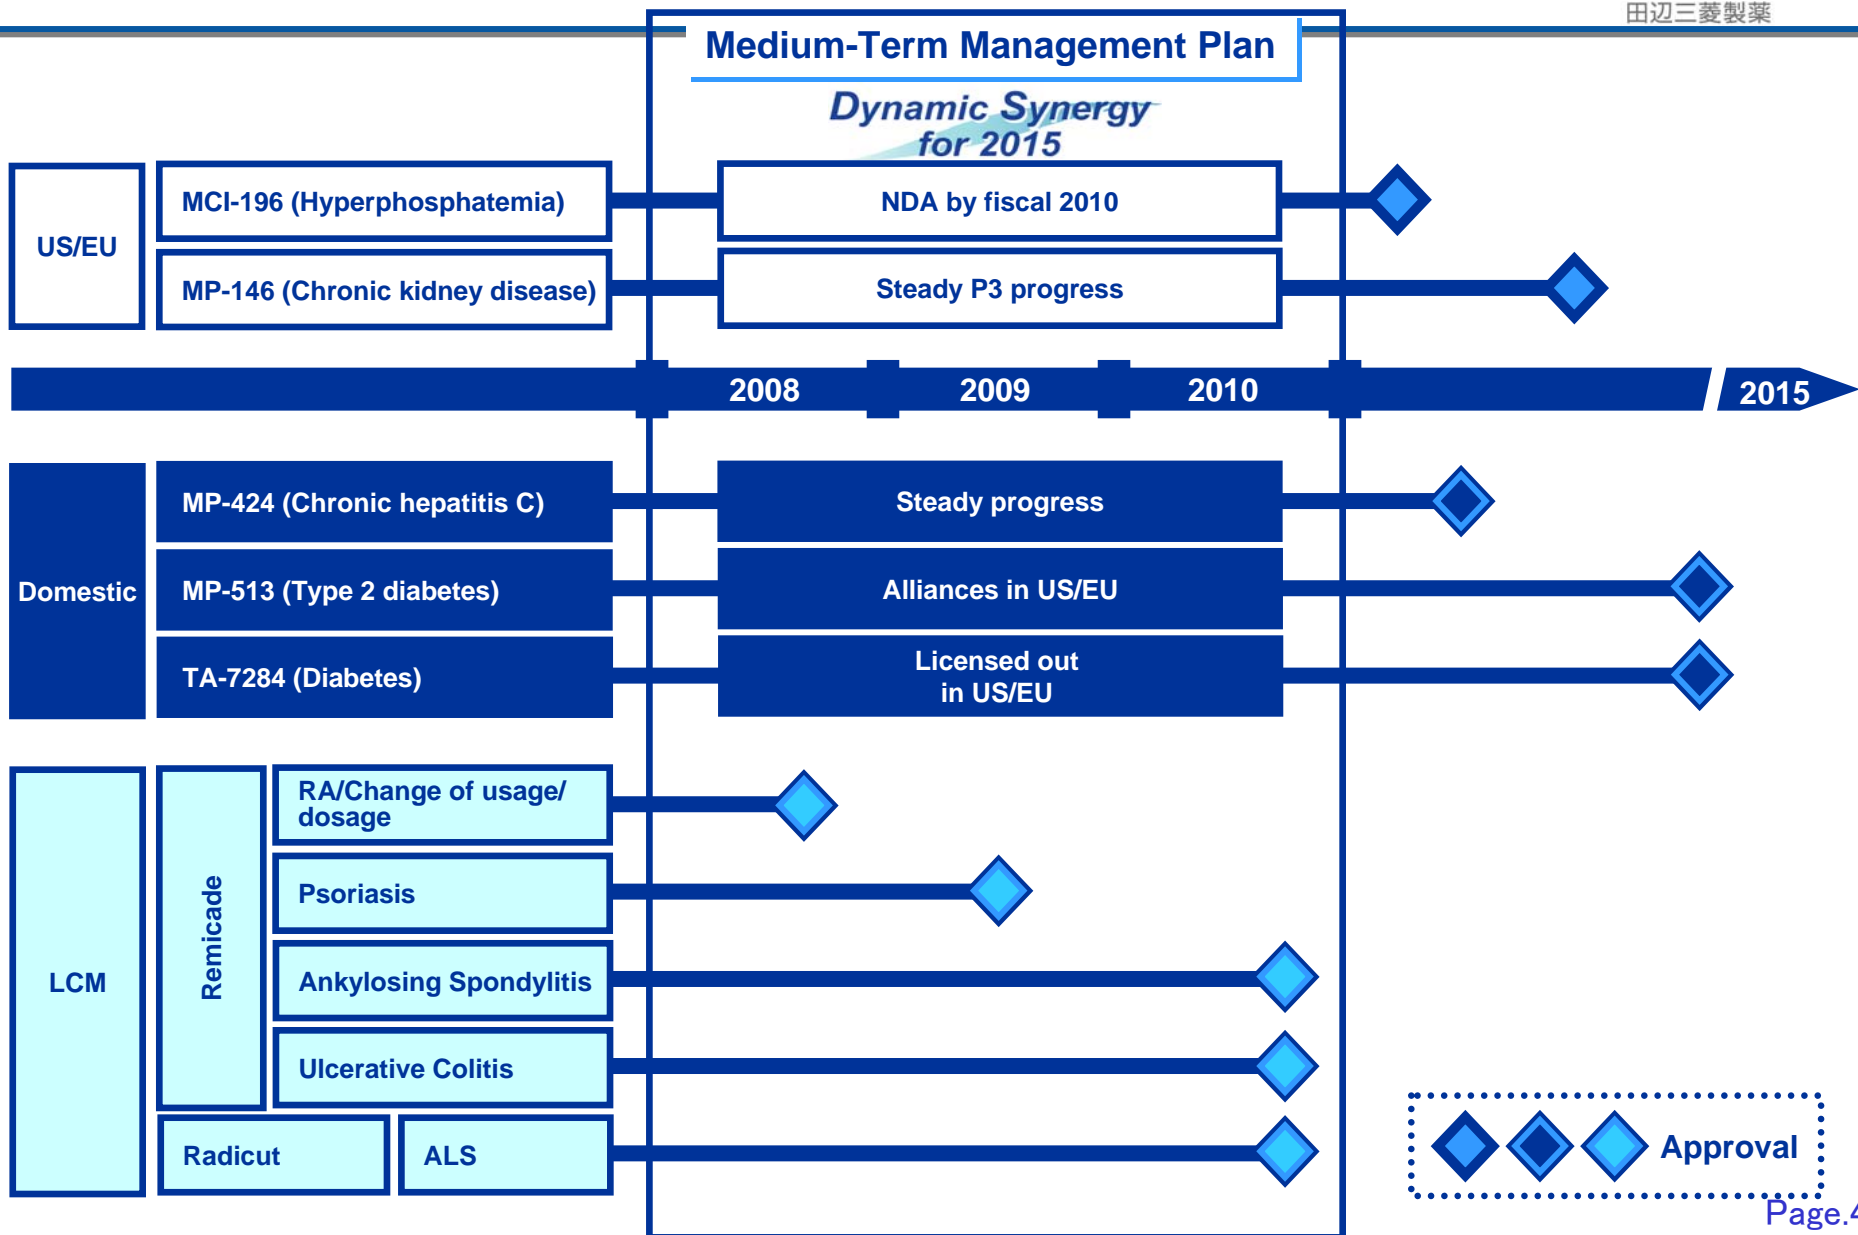 田辺三菱製薬
Medium-Term Management Plan
Dynamic Synergy
for 2015
US/EU
MCI-196 (Hyperphosphatemia)
NDA by fiscal 2010
MP-146 (Chronic kidney disease)
Steady P3 progress
2008
2009
2010
2015
Domestic
MP-424 (Chronic hepatitis C)
Steady progress
MP-513 (Type 2 diabetes)
Alliances in US/EU
TA-7284 (Diabetes)
Licensed out
in US/EU
LCM
Remicade
RA/Change of usage/
dosage
Psoriasis
Ankylosing Spondylitis
Ulcerative Colitis
Radicut
ALS
Approval
Page.4